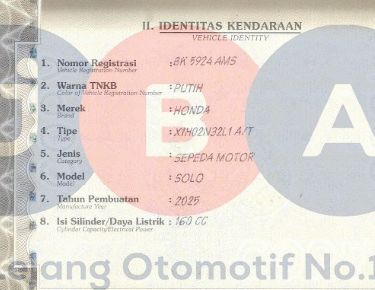 II. IDENTITAS KENDARAAN
VEHICLE IDENTITY
1. Nomor Registrasi : BK 5924 AMS
Vehicle Registration Number
2. Warna TNKB : PUTIH
Color of Vehicle Registration Number
3. Merek : HONDA
Brand
4. Tipe : X1H02N32L1 A/T
Type
5. Jenis : SEPEDA MOTOR
Category
6. Model : SOLO
Model
7. Tahun Pembuatan : 2025
Manufacture Year
8. Isi Silinder/Daya Listrik : 160 CC
Cylinder Capacity/Electrical Power
B A
elang Otomotif No.1